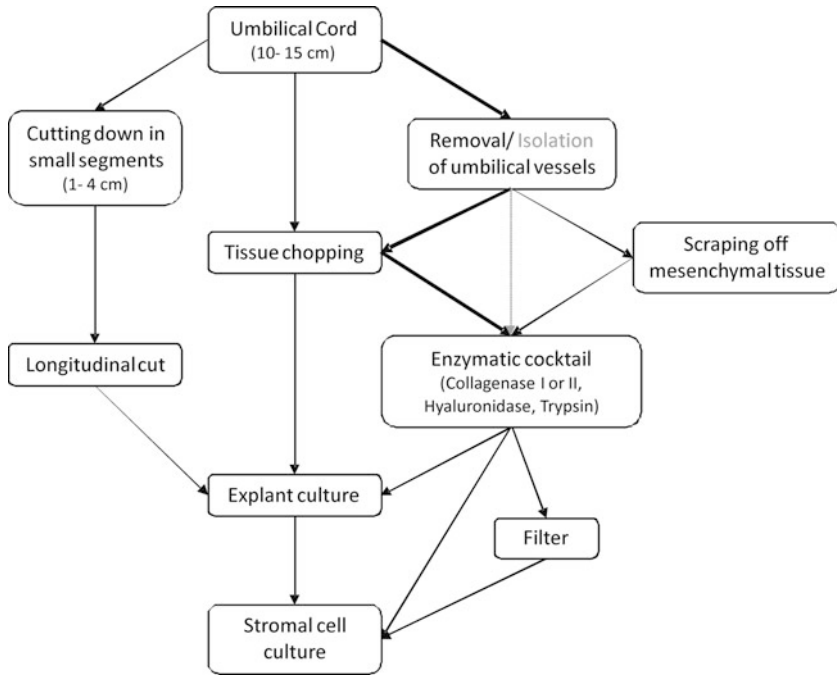 Umbilical Cord
(10- 15 cm)
Cutting down in
small segments
(1- 4 cm)
Removal/ Isolation
of umbilical vessels
Tissue chopping
Scraping off
mesenchymal tissue
Longitudinal cut
Enzymatic cocktail
(Collagenase I or II,
Hyaluronidase, Trypsin)
Explant culture
Filter
Stromal cell
culture